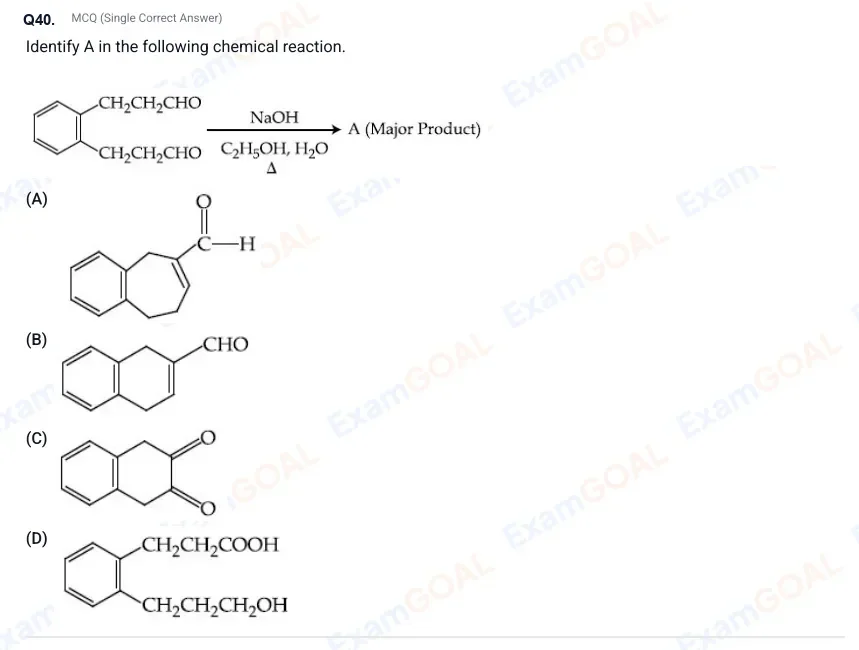 Q40. MCQ (Single Correct Answer)
Identify A in the following chemical reaction.
CH₂CH₂CHO
NaOH
A (Major Product)
CH₂CH₂CHO
C₂H₅OH, H₂O
Δ
(A)
O
C—H
(B)
CHO
(C)
O
O
(D)
CH₂CH₂COOH
CH₂CH₂CH₂OH
ExamGOAL
ExamGOAL
ExamGOAL
ExamGOAL
ExamGOAL
ExamGOAL
ExamGOAL